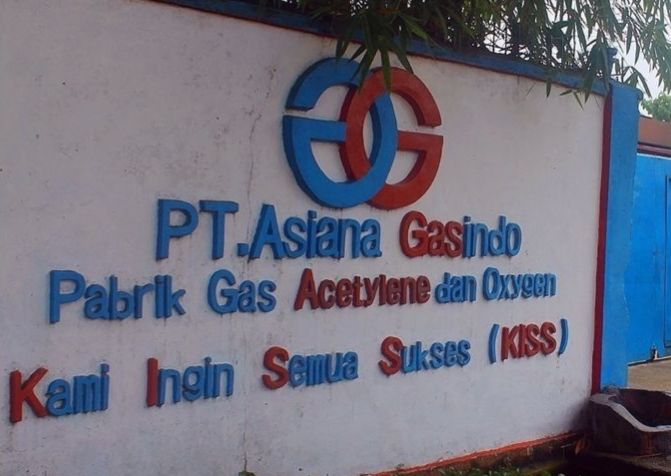 PT.Asiana Gasindo
Pabrik Gas Acetylene dan Oxygen
Kami Ingin Semua Sukses (KISS)